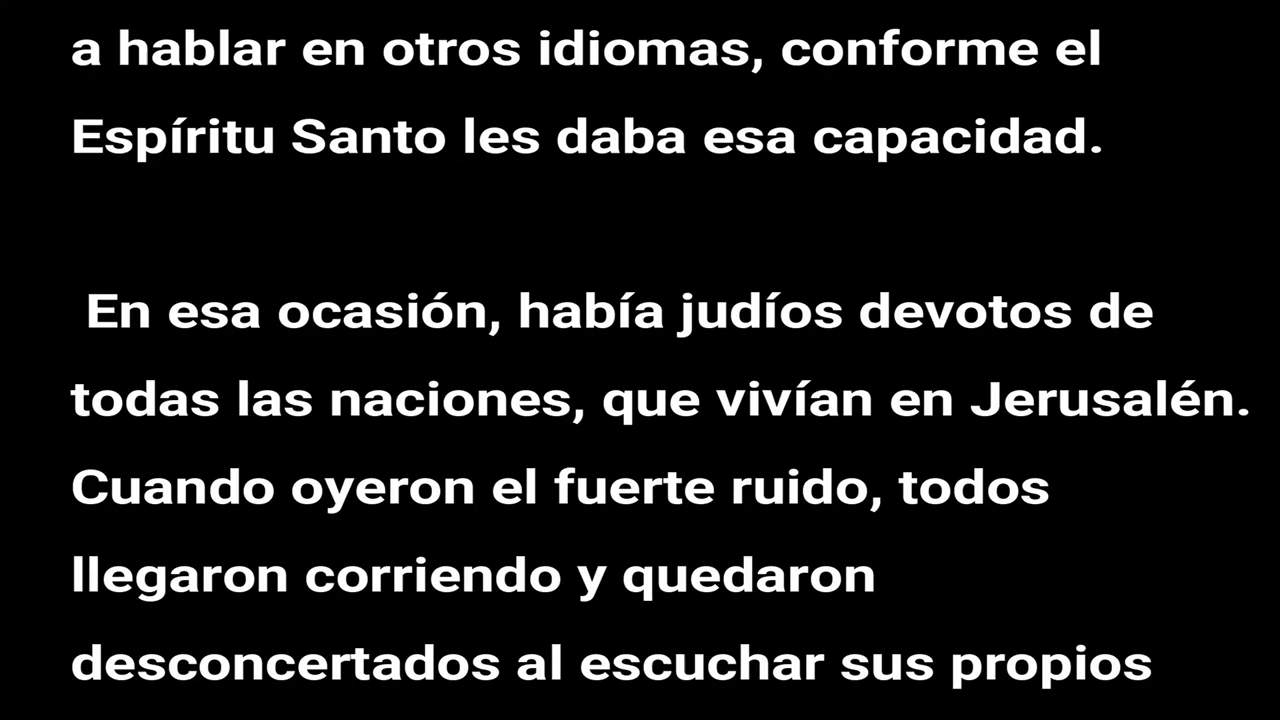 a hablar en otros idiomas, conforme el
Espíritu Santo les daba esa capacidad.
En esa ocasión, había judíos devotos de
todas las naciones, que vivían en Jerusalén.
Cuando oyeron el fuerte ruido, todos
llegaron corriendo y quedaron
desconcertados al escuchar sus propios